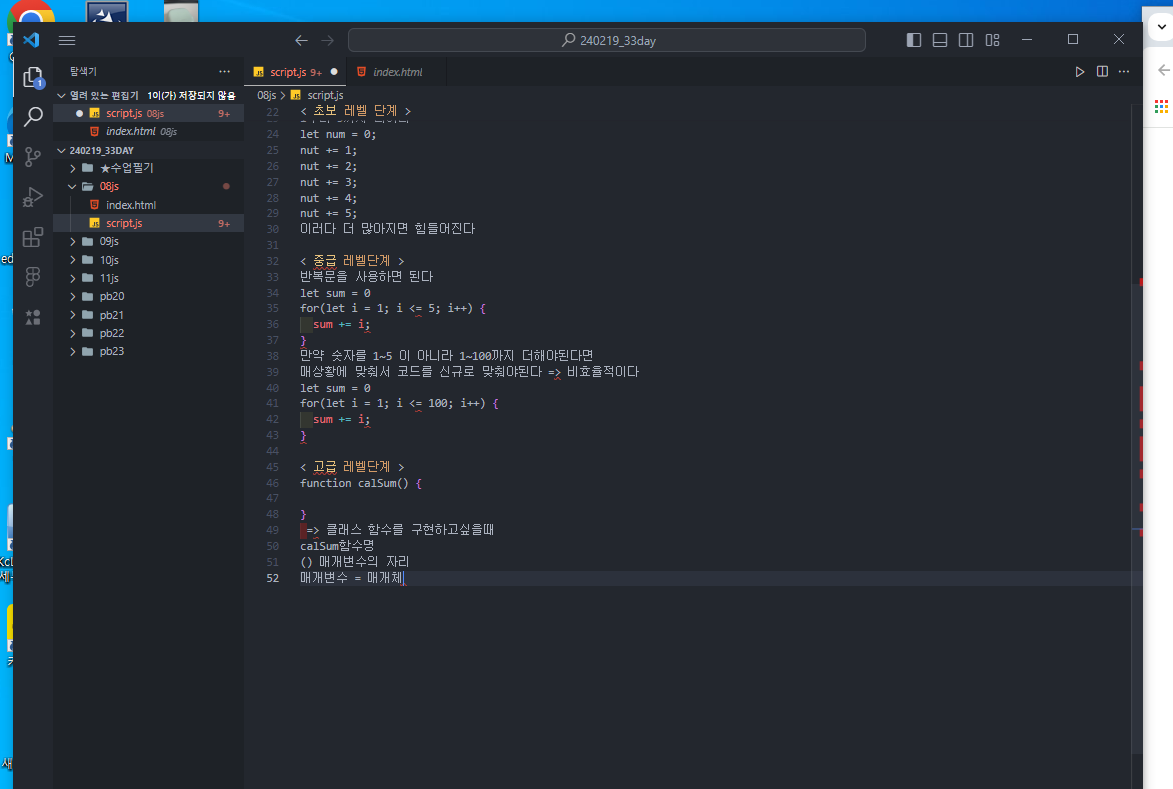 240219_33day
탐색기
script.js 9+
index.html
열려 있는 편집기 1이(가) 저장되지 않음
script.js 08js 9+
index.html 08js
240219_33DAY
★수업필기
08js
index.html
script.js 9+
09js
10js
11js
pb20
pb21
pb22
pb23
08js > script.js
22 < 초보 레벨 단계 >
24 let num = 0;
25 nut += 1;
26 nut += 2;
27 nut += 3;
28 nut += 4;
29 nut += 5;
30 이러다 더 많아지면 힘들어진다
31
32 < 중급 레벨단계 >
33 반복문을 사용하면 된다
34 let sum = 0
35 for(let i = 1; i <= 5; i++) {
36 sum += i;
37 }
38 만약 숫자를 1~5 이 아니라 1~100까지 더해야된다면
39 매상황에 맞춰서 코드를 신규로 맞춰야된다 => 비효율적이다
40 let sum = 0
41 for(let i = 1; i <= 100; i++) {
42 sum += i;
43 }
44
45 < 고급 레벨단계 >
46 function calSum() {
47
48 }
49 => 클래스 함수를 구현하고싶을때
50 calSum함수명
51 () 매개변수의 자리
52 매개변수 = 매개체